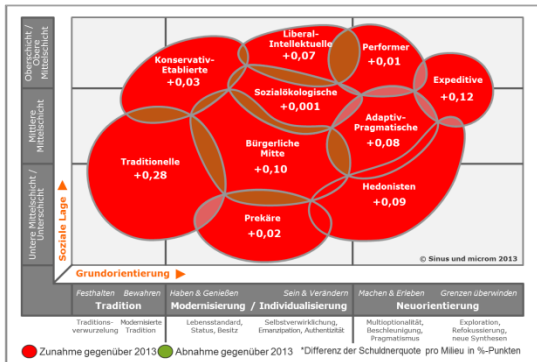 Oberschicht /
Obere
Mittelschicht
Mittlere
Mittelschicht
Untere Mittelschicht /
Unterschicht
Soziale Lage
Konservativ-
Etablierte
+0,03
Liberal-
Intellektuelle
+0,07
Performer
+0,01
Expeditive
+0,12
Sozialökologische
+0,001
Adaptiv-
Pragmatische
+0,08
Traditionelle
+0,28
Bürgerliche
Mitte
+0,10
Hedonisten
+0,09
Prekäre
+0,02
© Sinus und microm 2013
Grundorientierung
Festhalten Bewahren
Tradition
Haben & Genießen Sein & Verändern
Modernisierung / Individualisierung
Machen & Erleben Grenzen überwinden
Neuorientierung
Traditions-
verwurzelung
Modernisierte
Tradition
Lebensstandard,
Status, Besitz
Selbstverwirklichung,
Emanzipation, Authentizität
Multioptionalität,
Beschleunigung,
Pragmatismus
Exploration,
Refokussierung,
neue Synthesen
Zunahme gegenüber 2013
Abnahme gegenüber 2013
*Differenz der Schuldnerquote pro Milieu in %-Punkten